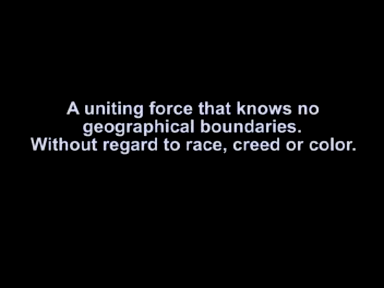 A uniting force that knows no
geographical boundaries.
Without regard to race, creed or color.